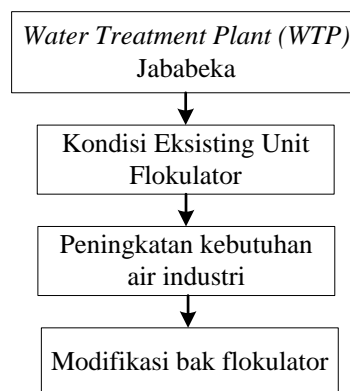 Water Treatment Plant (WTP)
Jababeka
Kondisi Eksisting Unit
Flokulator
Peningkatan kebutuhan
air industri
Modifikasi bak flokulator